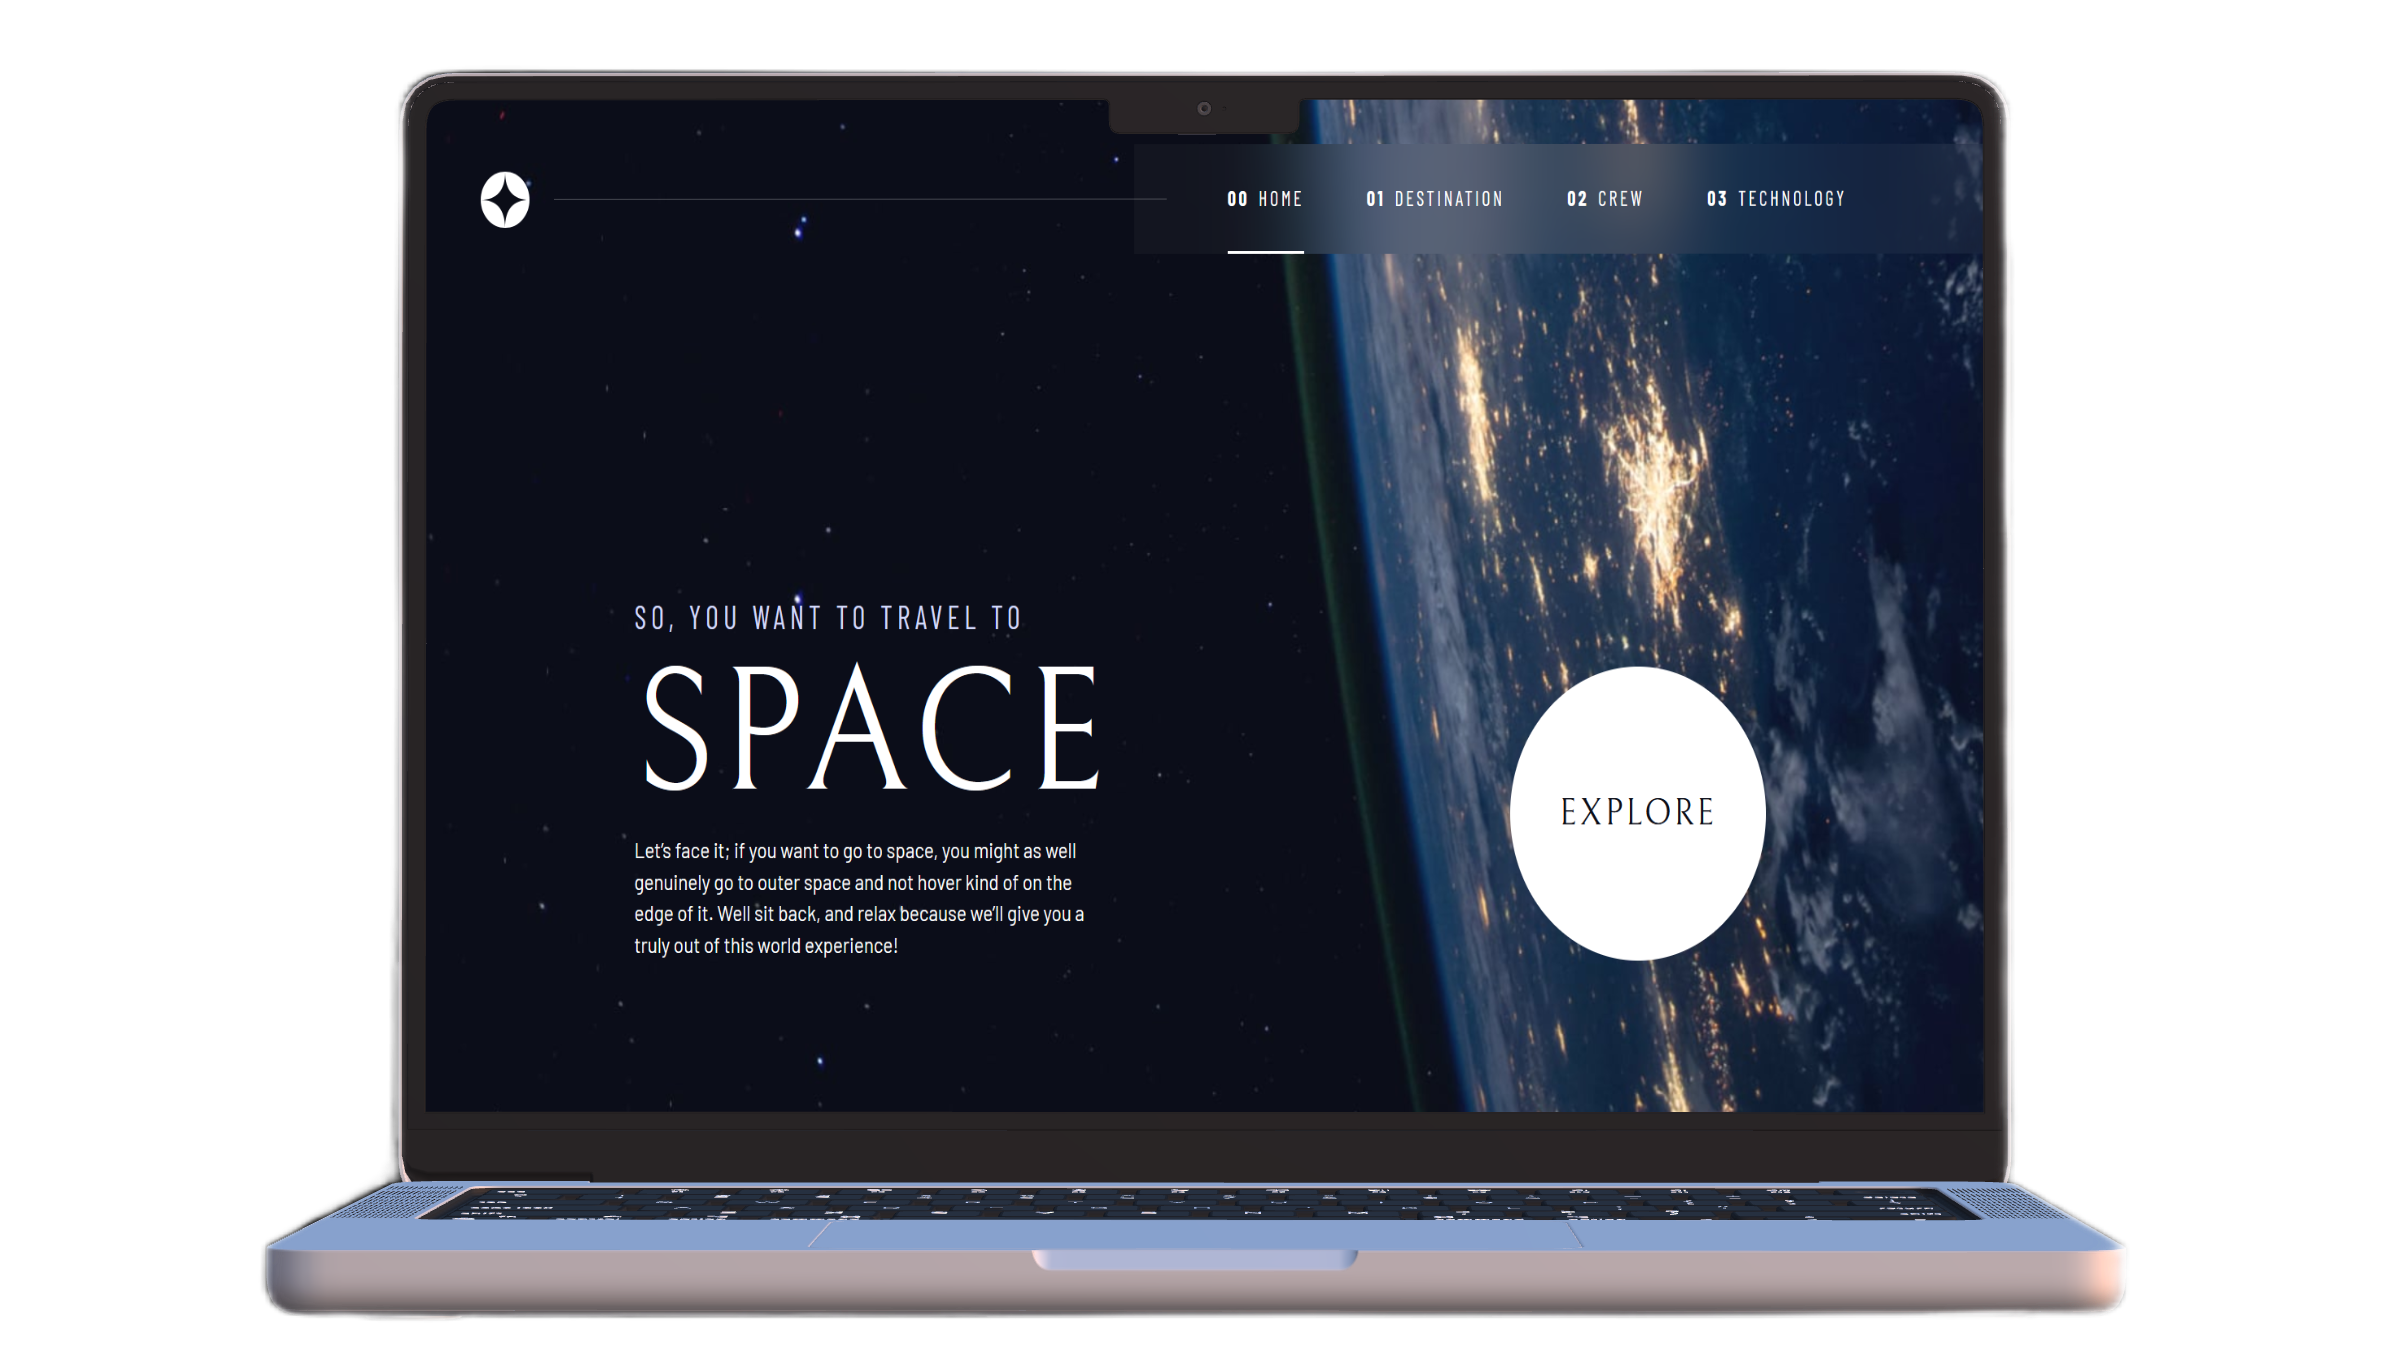 00 HOME 01 DESTINATION 02 CREW 03 TECHNOLOGY
SO, YOU WANT TO TRAVEL TO
SPACE
Let's face it; if you want to go to space, you might as well
genuinely go to outer space and not hover kind of on the
edge of it. Well sit back, and relax because we'll give you a
truly out of this world experience!
EXPLORE